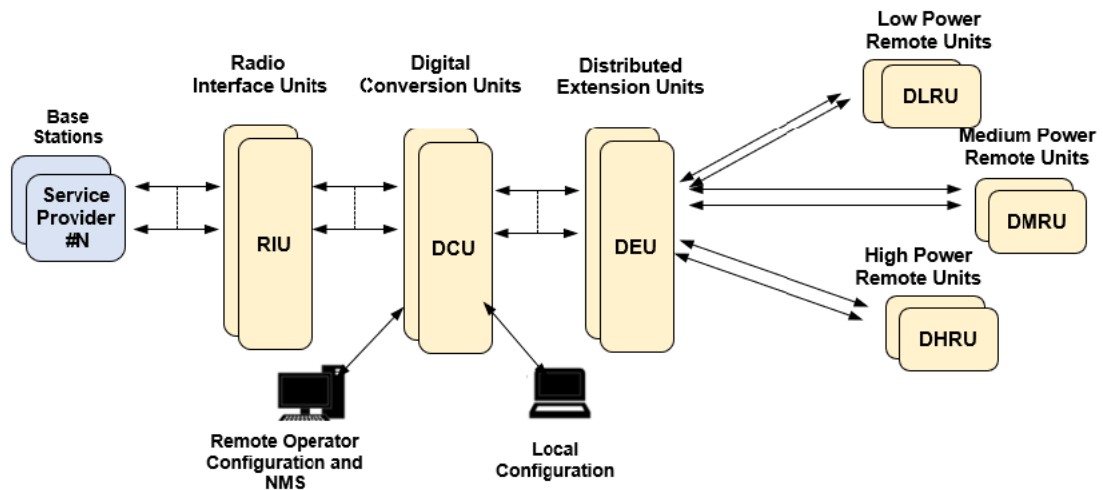 Base
Stations
Service
Provider
#N
Radio
Interface Units
RIU
Digital
Conversion Units
DCU
Distributed
Extension Units
DEU
Low Power
Remote Units
DLRU
Medium Power
Remote Units
DMRU
High Power
Remote Units
DHRU
Remote Operator
Configuration and
NMS
Local
Configuration